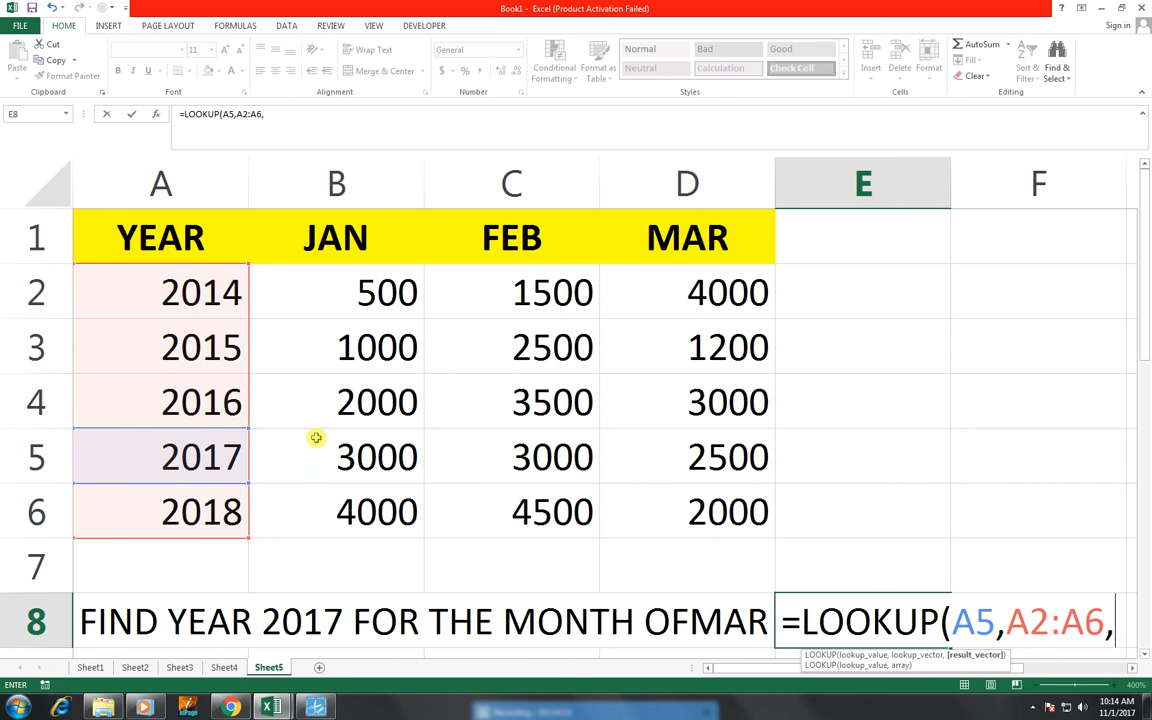 Book1 - Excel (Product Activation Failed)
FILE HOME INSERT PAGE LAYOUT FORMULAS DATA REVIEW VIEW DEVELOPER Sign in
Paste Cut Copy Format Painter Clipboard
11 B I U A A Font
Wrap Text Merge & Center Alignment
General $ % , Number
Conditional Formatting Format as Table
Normal Bad Good
Neutral Calculation Check Cell
Styles
Insert Delete Format Cells
AutoSum Fill Clear Sort & Filter Find & Select Editing
E8 fx =LOOKUP(A5,A2:A6,
A B C D E F
1 YEAR JAN FEB MAR
2 2014 500 1500 4000
3 2015 1000 2500 1200
4 2016 2000 3500 3000
5 2017 3000 3000 2500
6 2018 4000 4500 2000
7
8 FIND YEAR 2017 FOR THE MONTH OFMAR =LOOKUP(A5,A2:A6,
LOOKUP(lookup_value, lookup_vector, [result_vector])
LOOKUP(lookup_value, array)
Sheet1 Sheet2 Sheet3 Sheet4 Sheet5
ENTER 400%
10:14 AM
11/1/2017